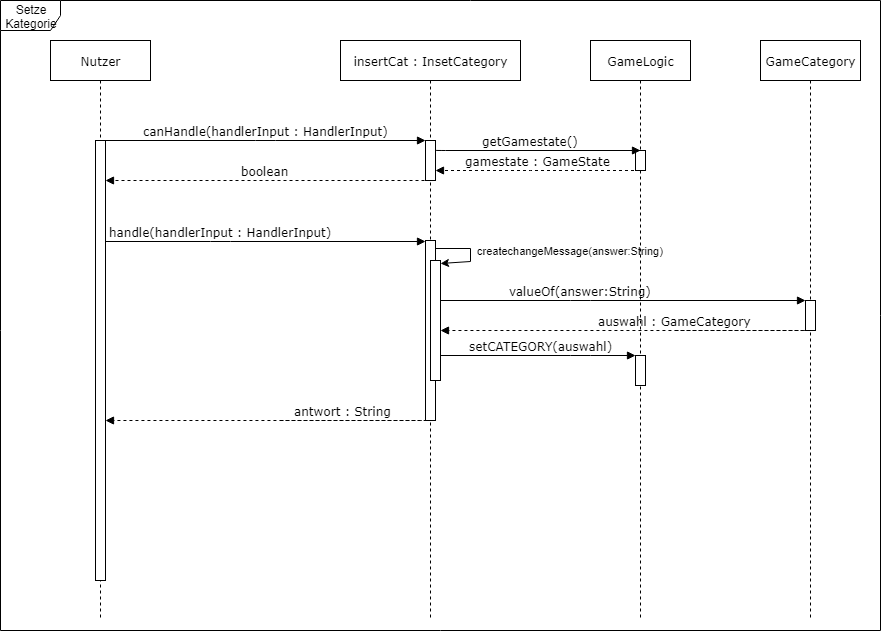 Setze
Kategorie
Nutzer
insertCat : InsetCategory
GameLogic
GameCategory
canHandle(handlerInput : HandlerInput)
getGamestate()
gamestate : GameState
boolean
handle(handlerInput : HandlerInput)
createchangeMessage(answer:String)
valueOf(answer:String)
auswahl : GameCategory
setCATEGORY(auswahl)
antwort : String